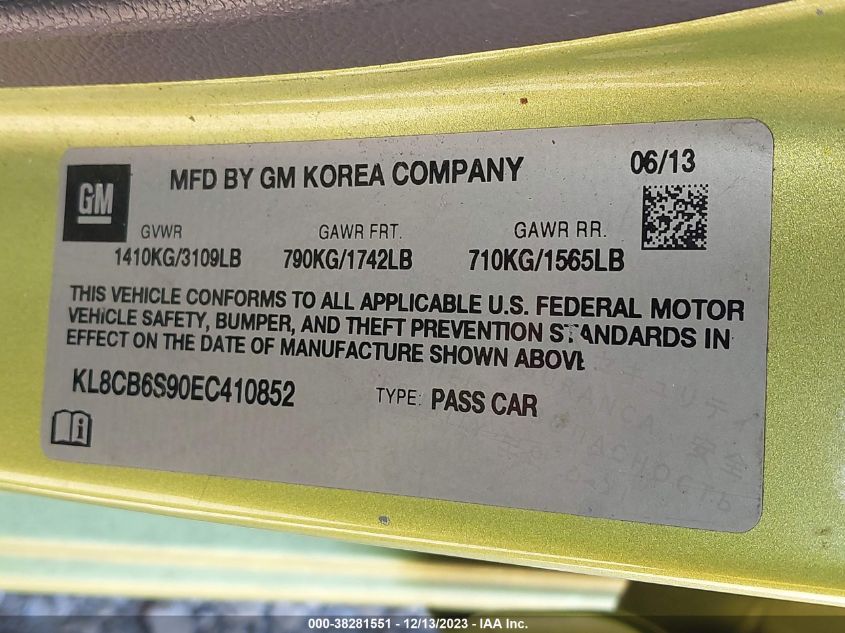 GM
MFD BY GM KOREA COMPANY
06/13
GVWR
GAWR FRT.
GAWR RR.
1410KG/3109LB
790KG/1742LB
710KG/1565LB
THIS VEHICLE CONFORMS TO ALL APPLICABLE U.S. FEDERAL MOTOR
VEHICLE SAFETY, BUMPER, AND THEFT PREVENTION STANDARDS IN
EFFECT ON THE DATE OF MANUFACTURE SHOWN ABOVE
KL8CB6S90EC410852
TYPE: PASS CAR
安全
000-38281551 - 12/13/2023 - IAA Inc.